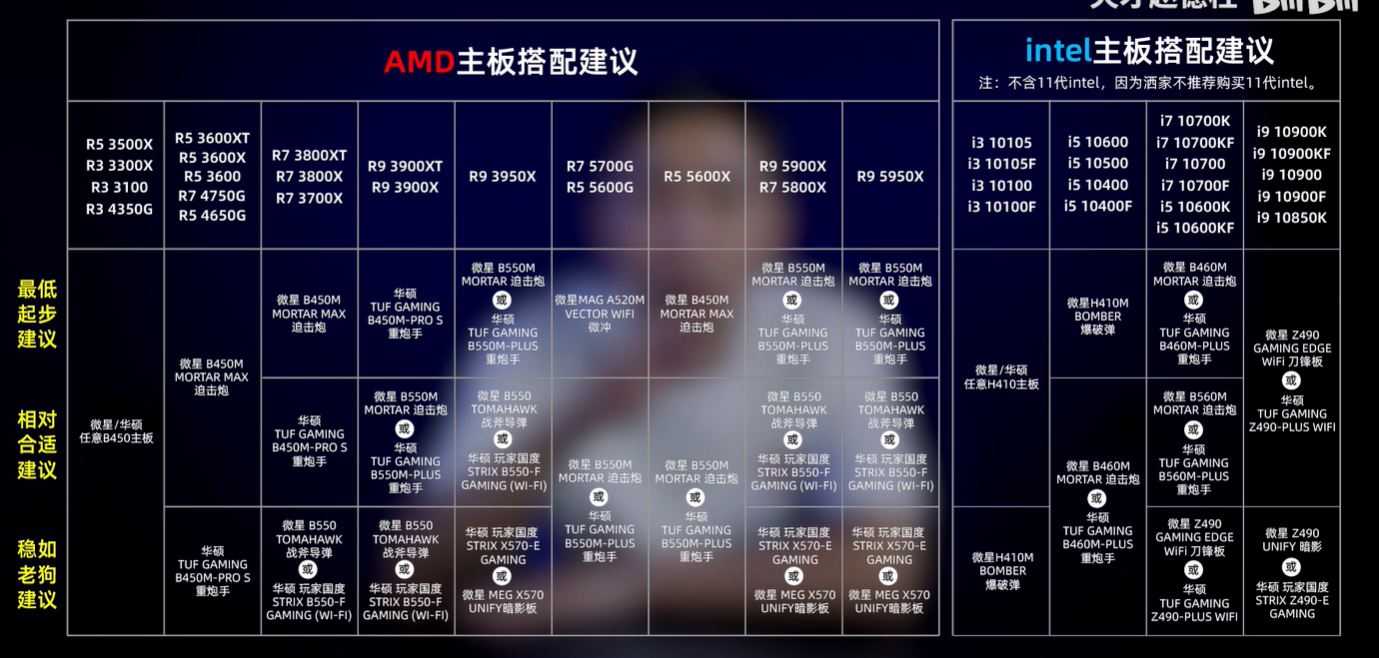 天才赵德柱 BiliBili
AMD主板搭配建议
intel主板搭配建议
注：不含11代intel，因为洒家不推荐购买11代intel。
R5 3500X
R3 3300X
R3 3100
R3 4350G
R5 3600XT
R5 3600X
R5 3600
R7 4750G
R5 4650G
R7 3800XT
R7 3800X
R7 3700X
R9 3900XT
R9 3900X
R9 3950X
R7 5700G
R5 5600G
R5 5600X
R9 5900X
R7 5800X
R9 5950X
i3 10105
i3 10105F
i3 10100
i3 10100F
i5 10600
i5 10500
i5 10400
i5 10400F
i7 10700K
i7 10700KF
i7 10700
i7 10700F
i5 10600K
i5 10600KF
i9 10900K
i9 10900KF
i9 10900
i9 10900F
i9 10850K
最低
起步
建议
微星/华硕
任意B450主板
微星 B450M
MORTAR MAX
迫击炮
微星 B450M
MORTAR MAX
迫击炮
华硕
TUF GAMING
B450M-PRO S
重炮手
微星 B550M
MORTAR 迫击炮
或
华硕
TUF GAMING
B550M-PLUS
重炮手
微星MAG A520M
VECTOR WIFI
微冲
微星 B450M
MORTAR MAX
迫击炮
微星 B550M
MORTAR 迫击炮
或
华硕
TUF GAMING
B550M-PLUS
重炮手
微星 B550M
MORTAR 迫击炮
或
华硕
TUF GAMING
B550M-PLUS
重炮手
微星/华硕
任意H410主板
微星H410M
BOMBER
爆破弹
微星 B460M
MORTAR 迫击炮
或
华硕
TUF GAMING
B460M-PLUS
重炮手
微星 Z490
GAMING EDGE
WiFi 刀锋板
或
华硕
TUF GAMING
Z490-PLUS WIFI
相对
合适
建议
华硕
TUF GAMING
B450M-PRO S
重炮手
微星 B550M
MORTAR 迫击炮
或
华硕
TUF GAMING
B550M-PLUS
重炮手
微星 B550
TOMAHAWK
战斧导弹
或
华硕 玩家国度
STRIX B550-F
GAMING (WI-FI)
微星 B550M
MORTAR 迫击炮
或
华硕
TUF GAMING
B550M-PLUS
重炮手
微星 B550M
MORTAR 迫击炮
或
华硕
TUF GAMING
B550M-PLUS
重炮手
微星 B550
TOMAHAWK
战斧导弹
或
华硕 玩家国度
STRIX B550-F
GAMING (WI-FI)
微星 B550
TOMAHAWK
战斧导弹
或
华硕 玩家国度
STRIX B550-F
GAMING (WI-FI)
微星 B460M
MORTAR 迫击炮
或
华硕
TUF GAMING
B460M-PLUS
重炮手
微星 B560M
MORTAR 迫击炮
或
华硕
TUF GAMING
B560M-PLUS
重炮手
稳如
老狗
建议
华硕
TUF GAMING
B450M-PRO S
重炮手
微星 B550
TOMAHAWK
战斧导弹
或
华硕 玩家国度
STRIX B550-F
GAMING (WI-FI)
微星 B550
TOMAHAWK
战斧导弹
或
华硕 玩家国度
STRIX B550-F
GAMING (WI-FI)
华硕 玩家国度
STRIX X570-E
GAMING
或
微星 MEG X570
UNIFY暗影板
华硕 玩家国度
STRIX X570-E
GAMING
或
微星 MEG X570
UNIFY暗影板
华硕 玩家国度
STRIX X570-E
GAMING
或
微星 MEG X570
UNIFY暗影板
微星H410M
BOMBER
爆破弹
微星 Z490
GAMING EDGE
WiFi 刀锋板
或
华硕
TUF GAMING
Z490-PLUS WIFI
微星 Z490
UNIFY 暗影
或
华硕 玩家国度
STRIX Z490-E
GAMING